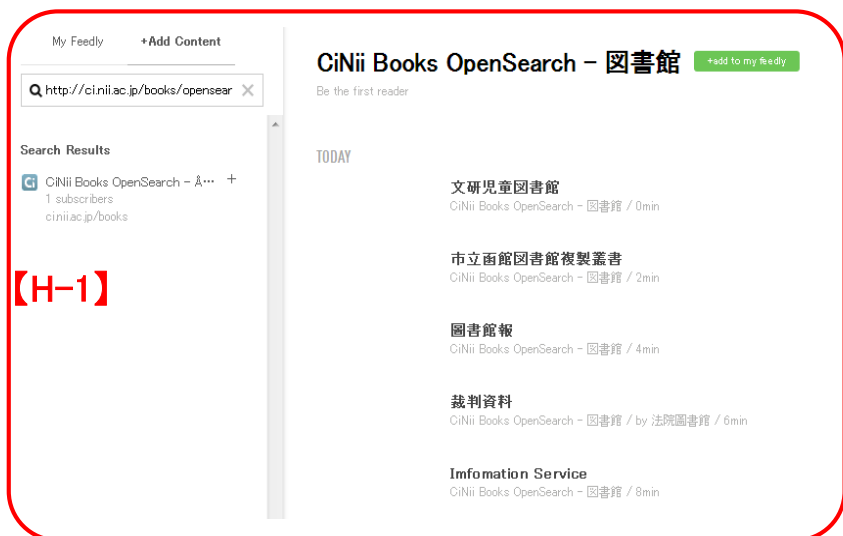 My Feedly +Add Content
http://ci.nii.ac.jp/books/opensear
Search Results
CiNii Books OpenSearch - Å… +
1 subscribers
ci.nii.ac.jp/books
【H-1】
CiNii Books OpenSearch - 図書館 +add to my feedly
Be the first reader
TODAY
文研児童図書館
CiNii Books OpenSearch - 図書館 / 0min
市立函館図書館複製叢書
CiNii Books OpenSearch - 図書館 / 2min
圖書館報
CiNii Books OpenSearch - 図書館 / 4min
裁判資料
CiNii Books OpenSearch - 図書館 / by 法院圖書館 / 6min
Imfomation Service
CiNii Books OpenSearch - 図書館 / 8min